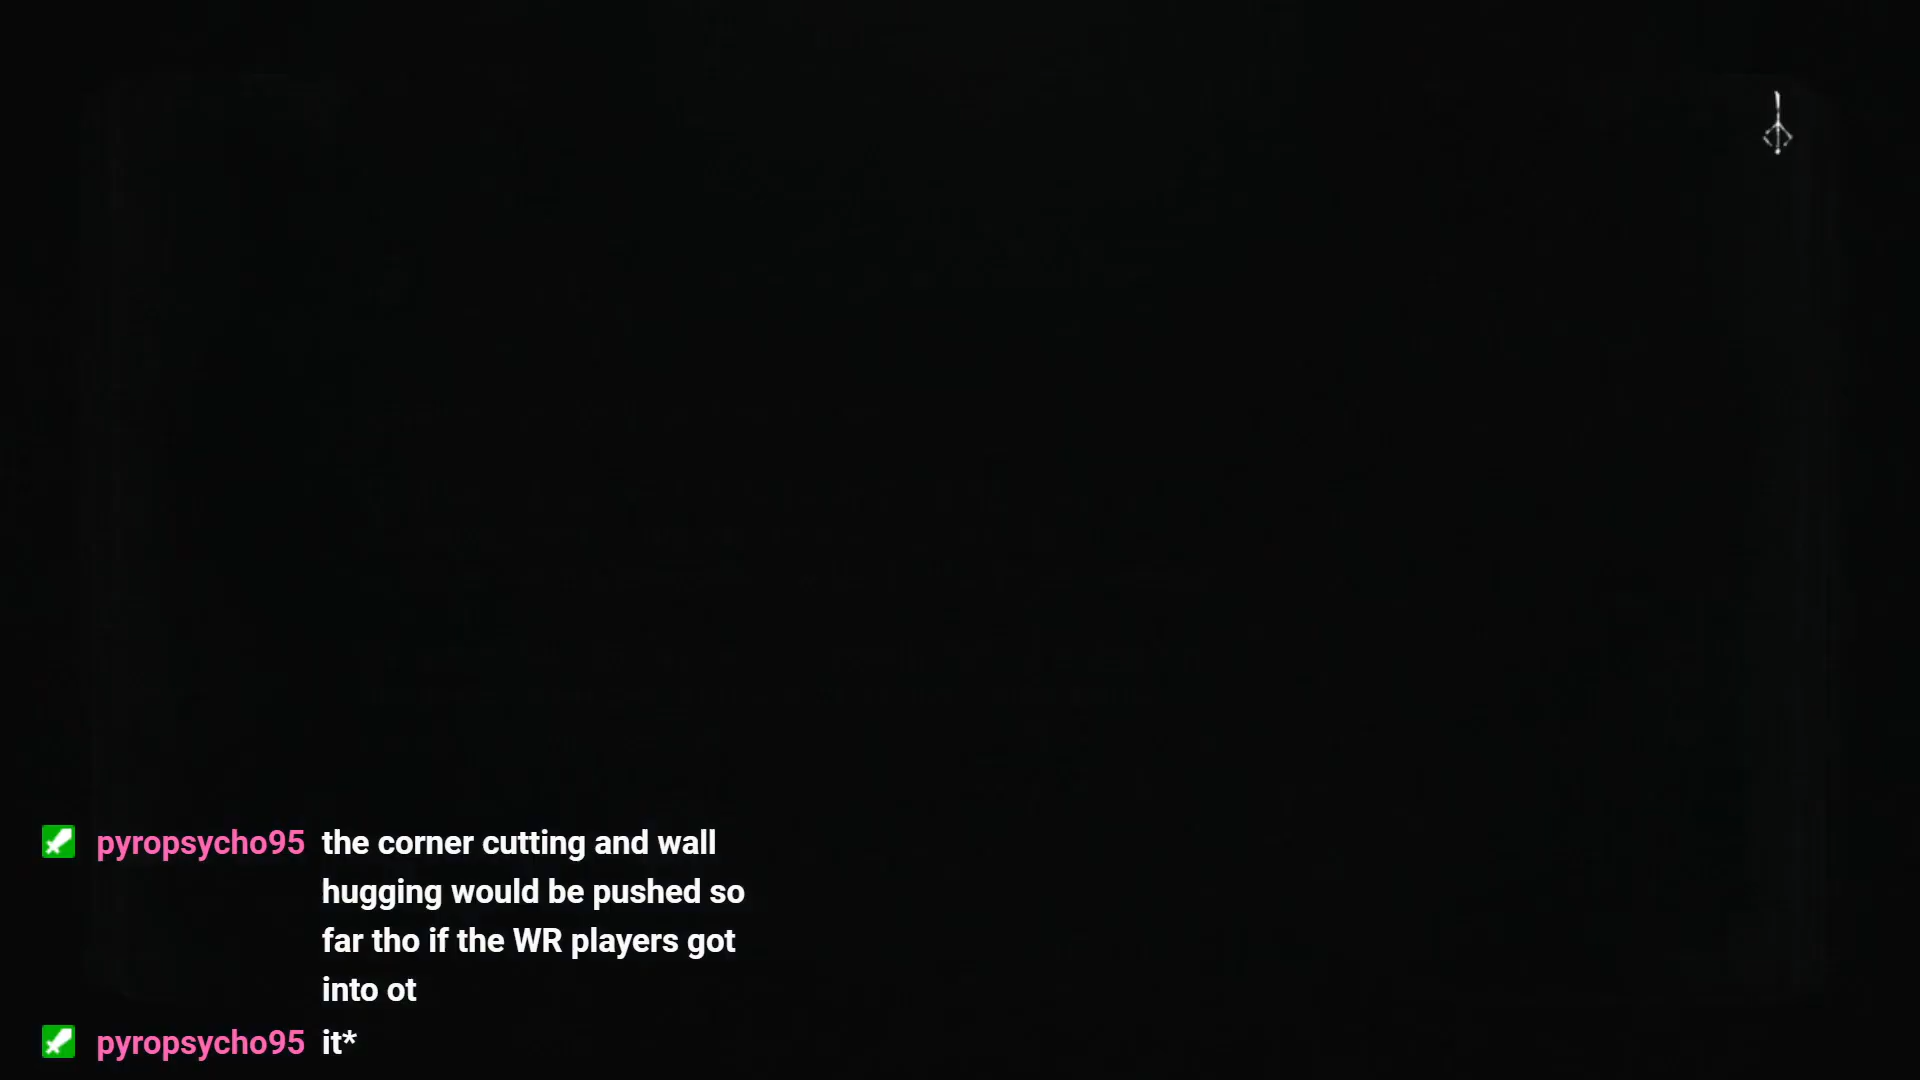 pyropsycho95 the corner cutting and wall
hugging would be pushed so
far tho if the WR players got
into ot
pyropsycho95 it*